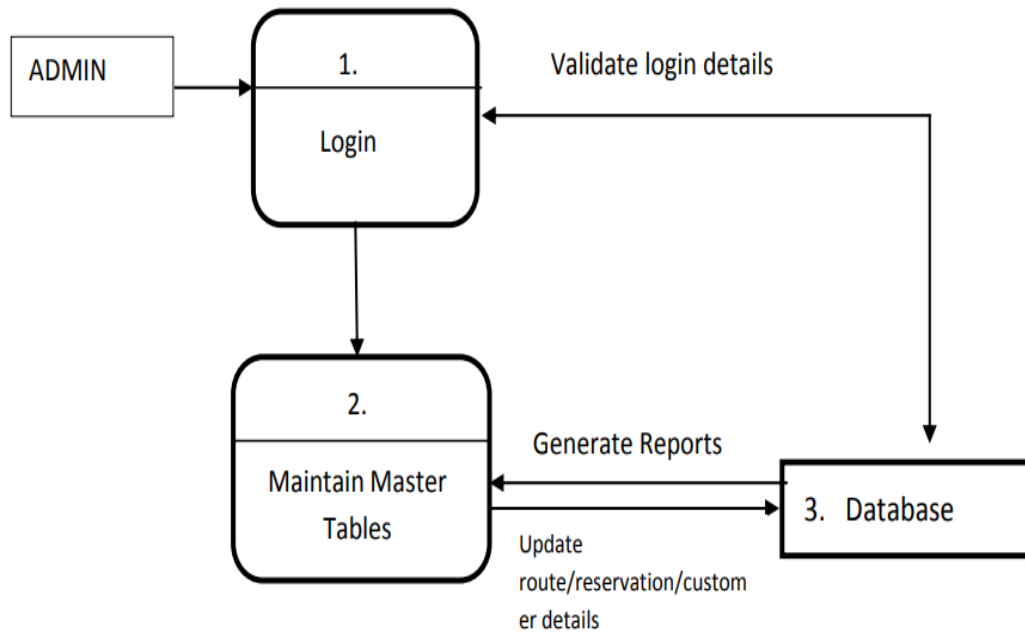 ADMIN
1.
Login
Validate login details
2.
Maintain Master
Tables
Generate Reports
3. Database
Update
route/reservation/custom
er details